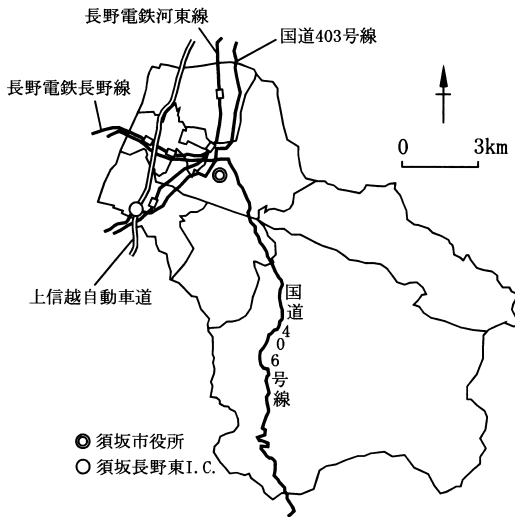 長野電鉄河東線
国道403号線
長野電鉄長野線
0 3km
上信越自動車道
国道406号線
須坂市役所
須坂長野東I.C.